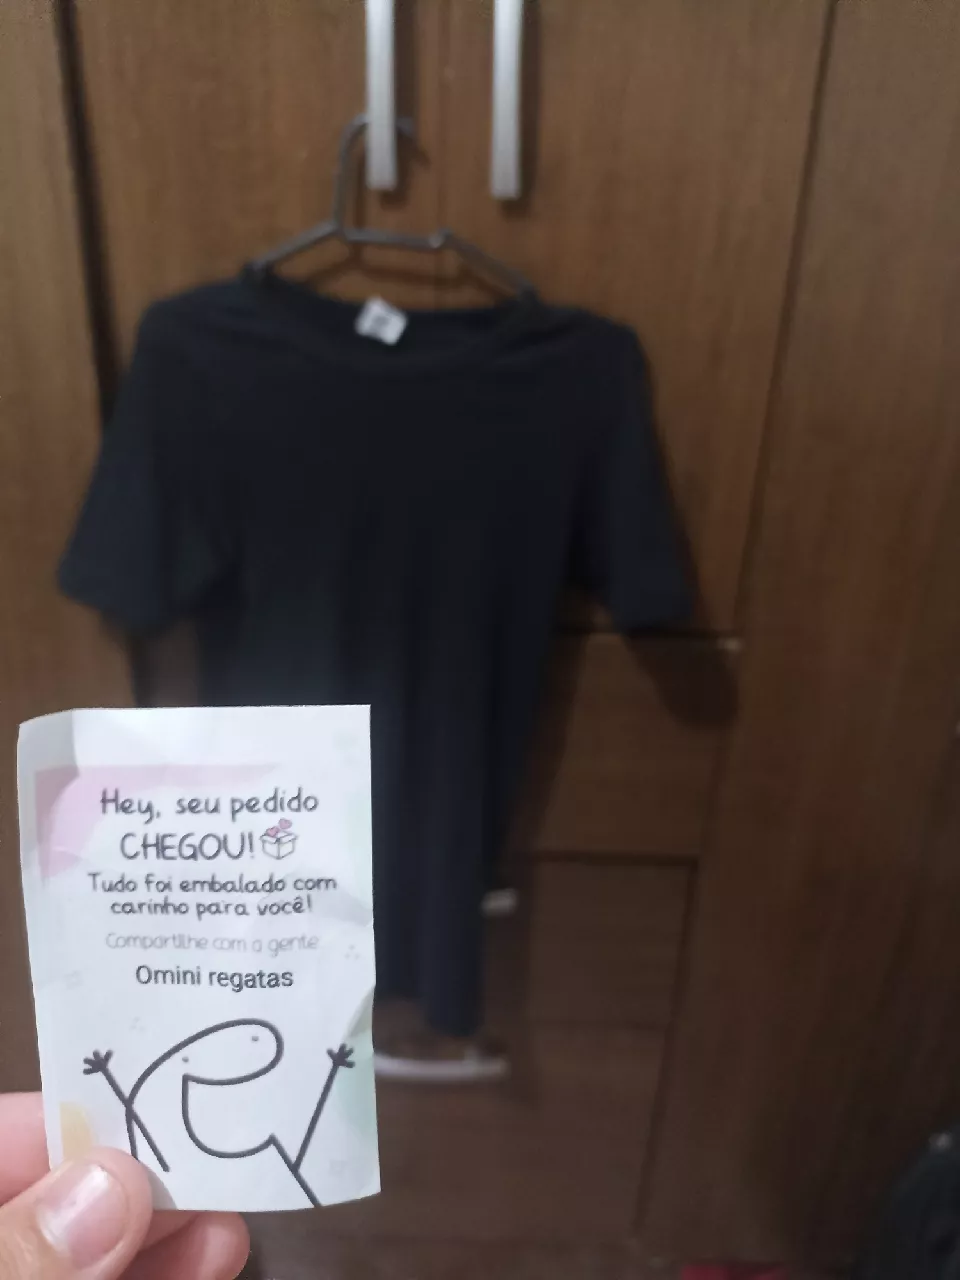 Hey, seu pedido
CHEGOU!
Tudo foi embalado com
carinho para você!
Compartilhe com a gente
Omini regatas